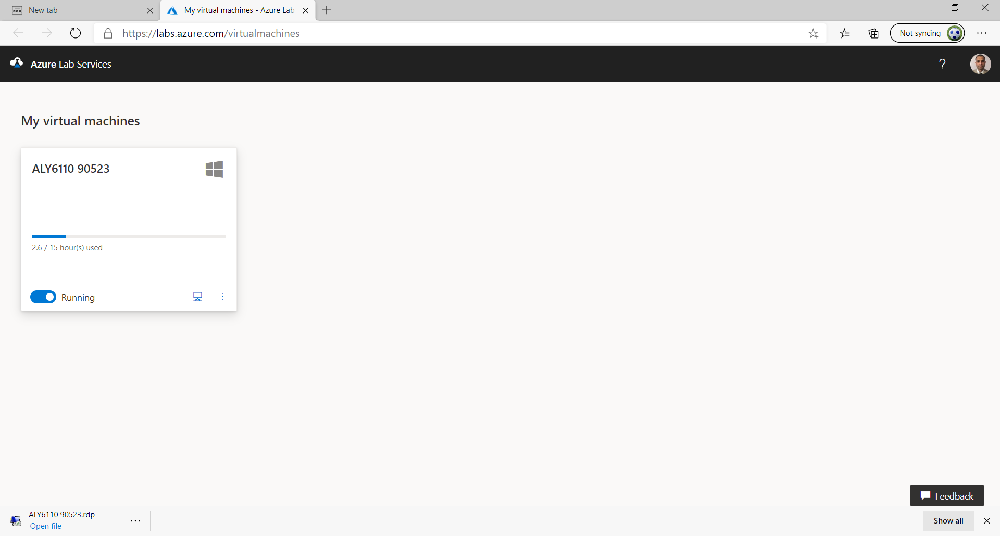 New tab
My virtual machines - Azure Lab
https://labs.azure.com/virtualmachines
Not syncing
Azure Lab Services
?
My virtual machines
ALY6110 90523
2.6 / 15 hour(s) used
Running
Feedback
ALY6110 90523.rdp
Open file
Show all